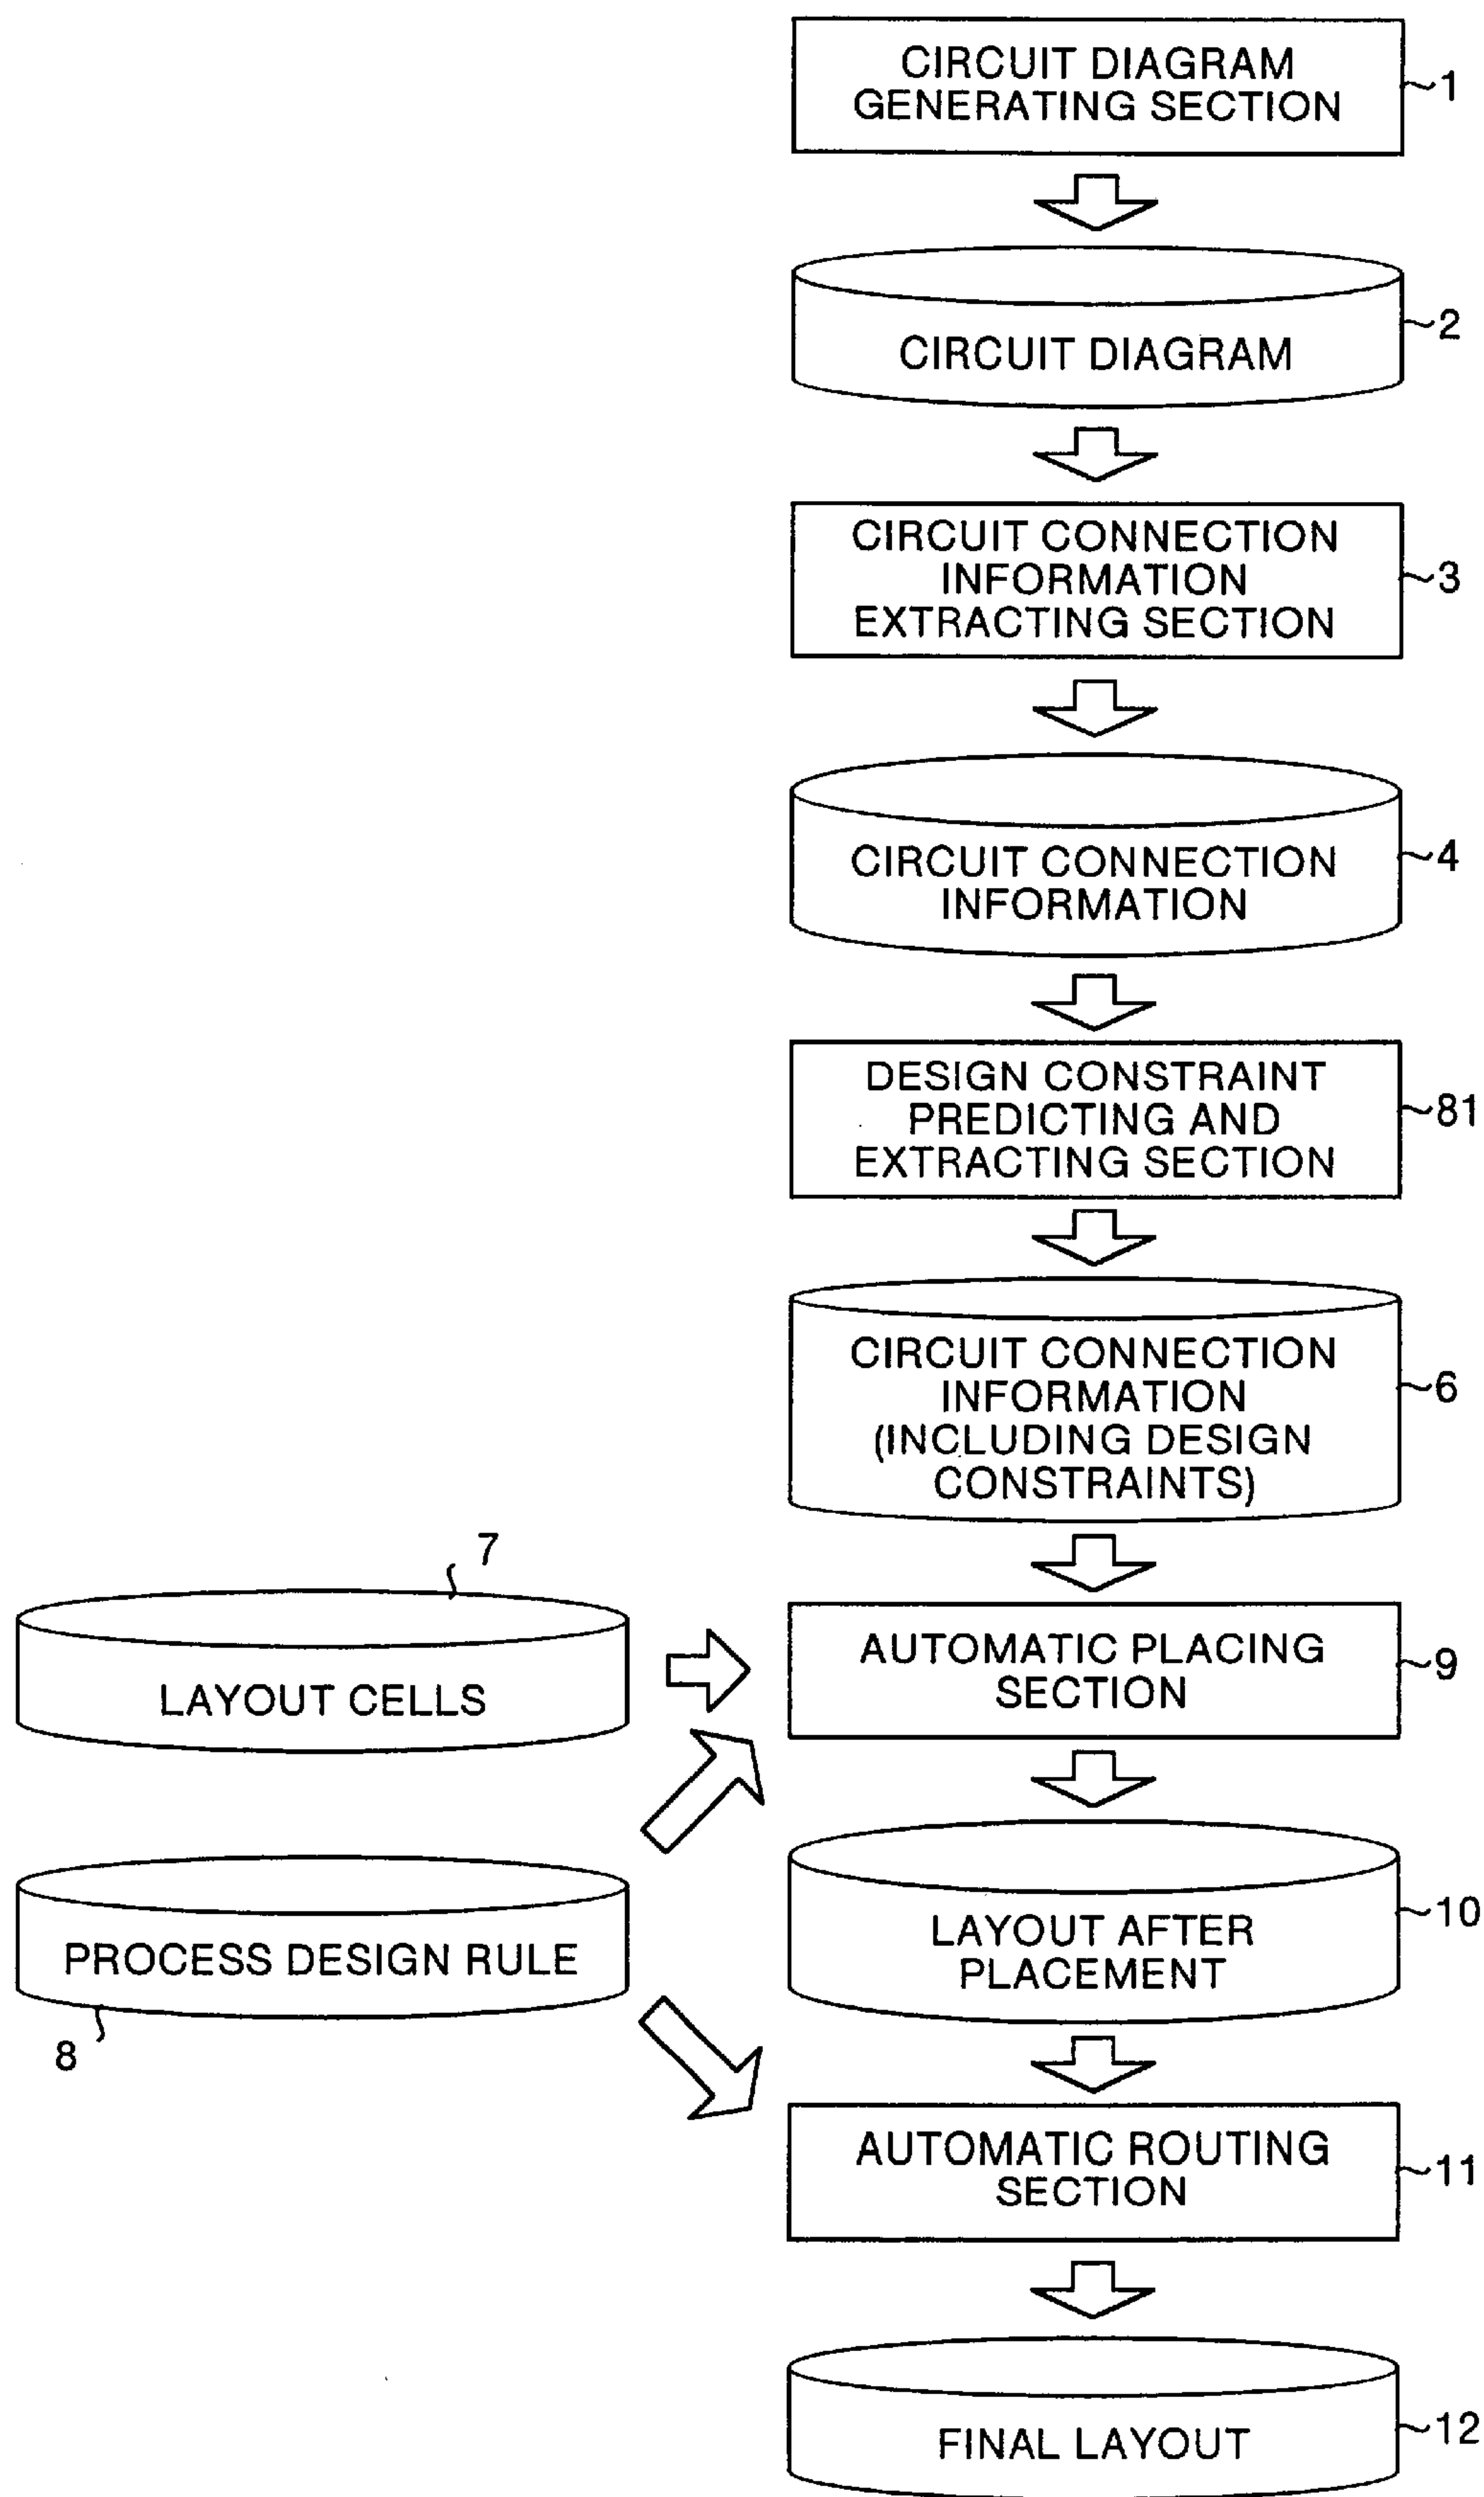 CIRCUIT DIAGRAM
GENERATING SECTION
1
CIRCUIT DIAGRAM
2
CIRCUIT CONNECTION
INFORMATION
EXTRACTING SECTION
3
CIRCUIT CONNECTION
INFORMATION
4
DESIGN CONSTRAINT
PREDICTING AND
EXTRACTING SECTION
81
CIRCUIT CONNECTION
INFORMATION
(INCLUDING DESIGN
CONSTRAINTS)
6
7
LAYOUT CELLS
AUTOMATIC PLACING
SECTION
9
PROCESS DESIGN RULE
8
LAYOUT AFTER
PLACEMENT
10
AUTOMATIC ROUTING
SECTION
11
FINAL LAYOUT
12